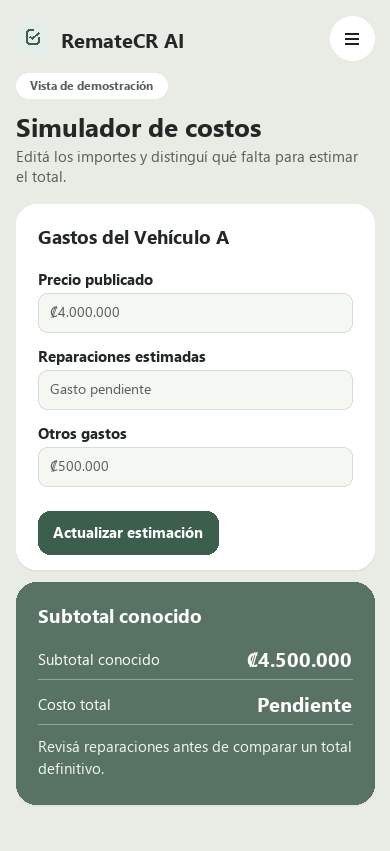 RemateCR AI
Vista de demostración
Simulador de costos
Editá los importes y distinguí qué falta para estimar
el total.
Gastos del Vehículo A
Precio publicado
₡4.000.000
Reparaciones estimadas
Gasto pendiente
Otros gastos
₡500.000
Actualizar estimación
Subtotal conocido
Subtotal conocido ₡4.500.000
Costo total Pendiente
Revisá reparaciones antes de comparar un total
definitivo.